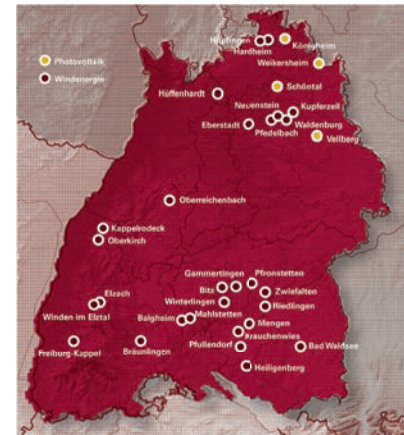 Photovoltaik
Windenergie
Höpfingen
Hardheim
Königheim
Weikersheim
Hüffenhardt
Schöntal
Neuenstein
Kupferzell
Eberstadt
Waldenburg
Pfedelbach
Vellberg
Oberreichenbach
Kappelrodeck
Oberkirch
Gammertingen
Pfronstetten
Bitz
Zwiefalten
Winterlingen
Riedlingen
Elzach
Winden im Elztal
Mahlstetten
Balgheim
Mengen
Krauchenwies
Freiburg-Kappel
Bräunlingen
Pfullendorf
Bad Waldsee
Heiligenberg